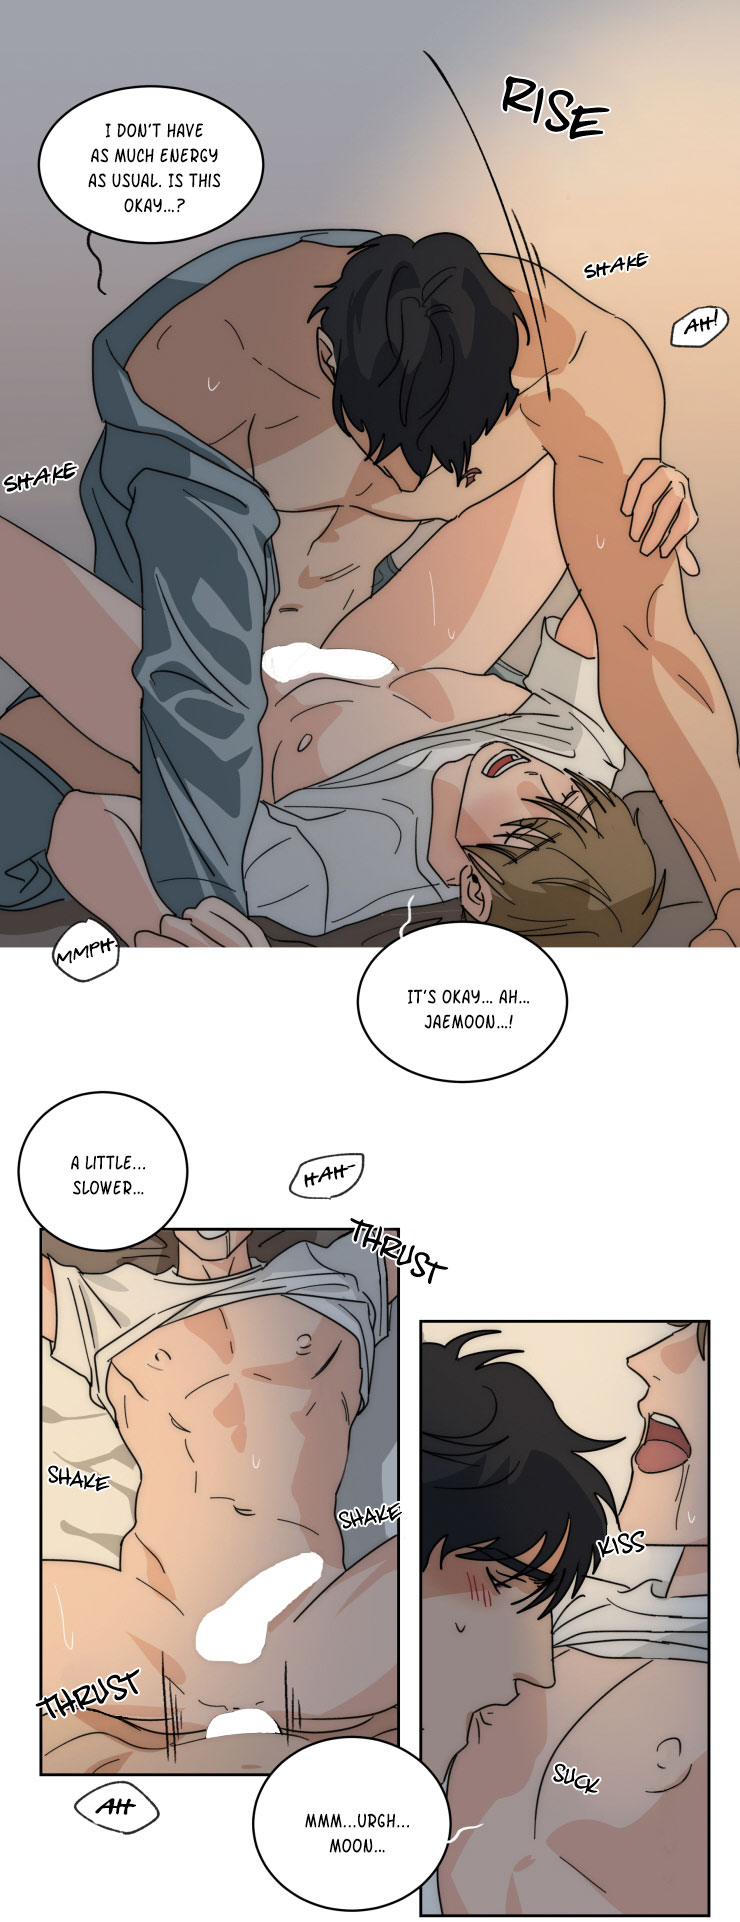 RISE
I DON'T HAVE
AS MUCH ENERGY
AS USUAL. IS THIS
OKAY...?
SHAKE
AH!
SHAKE
MMPH-
IT'S OKAY... AH...
JAEMOON...!
A LITTLE...
SLOWER...
HAH-
THRUST
SHAKE
SHAKE
KISS
THRUST
SUCK
AH
MMM...URGH...
MOON...